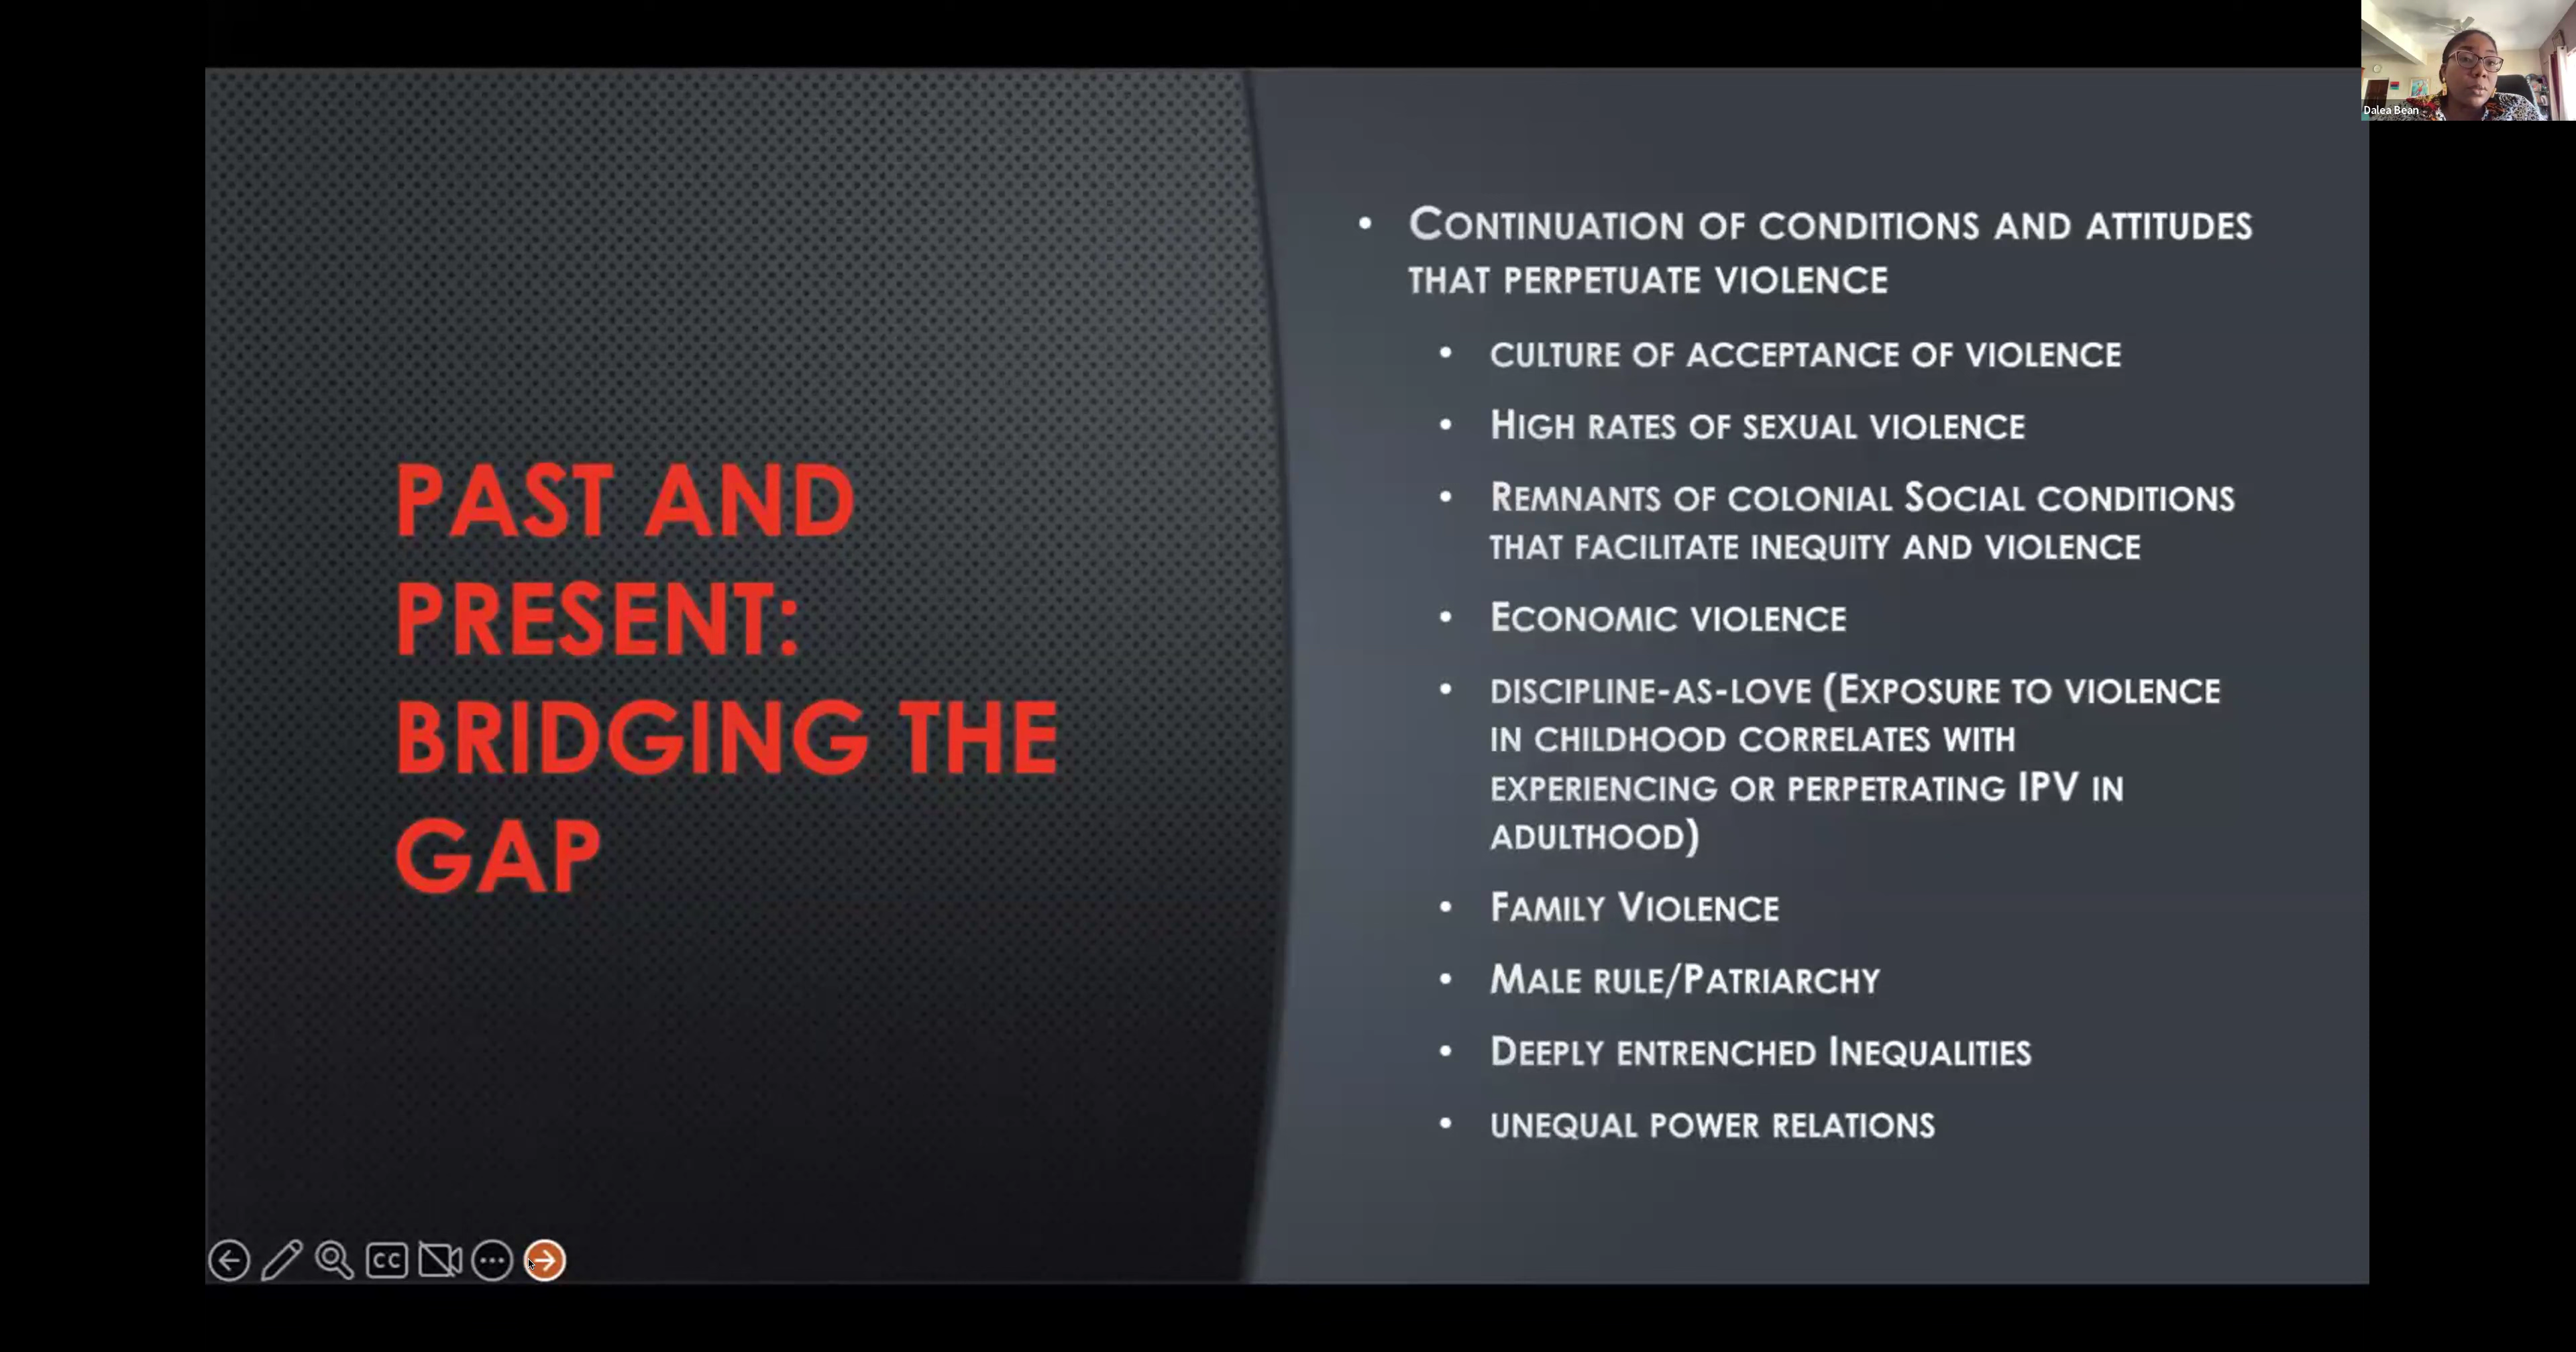 PAST AND
PRESENT:
BRIDGING THE
GAP
• CONTINUATION OF CONDITIONS AND ATTITUDES
THAT PERPETUATE VIOLENCE
• CULTURE OF ACCEPTANCE OF VIOLENCE
• HIGH RATES OF SEXUAL VIOLENCE
• REMNANTS OF COLONIAL SOCIAL CONDITIONS
THAT FACILITATE INEQUITY AND VIOLENCE
• ECONOMIC VIOLENCE
• DISCIPLINE-AS-LOVE (EXPOSURE TO VIOLENCE
IN CHILDHOOD CORRELATES WITH
EXPERIENCING OR PERPETRATING IPV IN
ADULTHOOD)
• FAMILY VIOLENCE
• MALE RULE/PATRIARCHY
• DEEPLY ENTRENCHED INEQUALITIES
• UNEQUAL POWER RELATIONS
CC
Dalea Bean